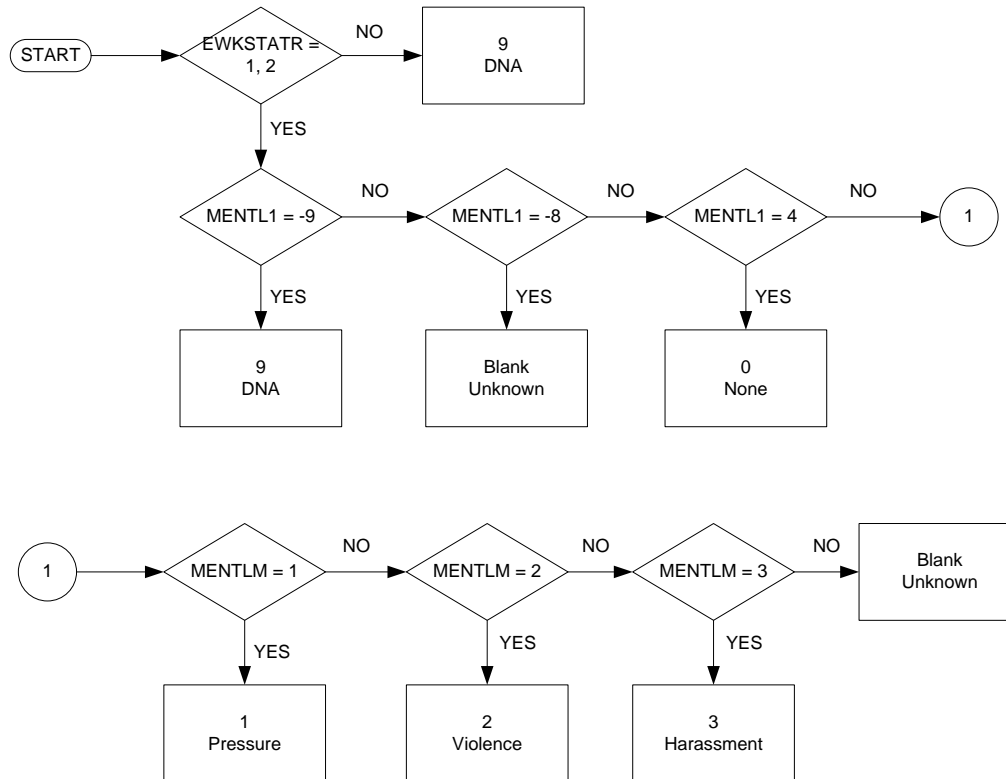 START
EWKSTATR =
1, 2
NO
9
DNA
YES
MENTL1 = -9
NO
MENTL1 = -8
NO
MENTL1 = 4
NO
1
YES
YES
YES
9
DNA
Blank
Unknown
0
None
1
MENTLM = 1
NO
MENTLM = 2
NO
MENTLM = 3
NO
Blank
Unknown
YES
YES
YES
1
Pressure
2
Violence
3
Harassment